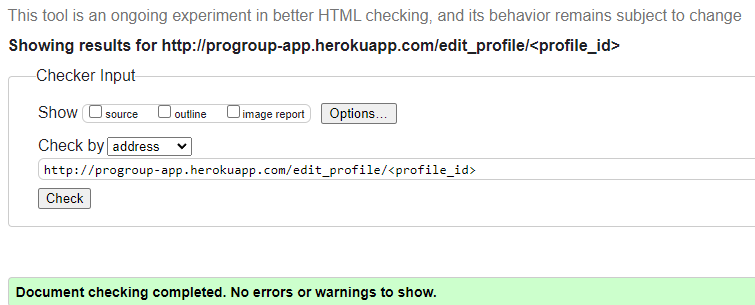 This tool is an ongoing experiment in better HTML checking, and its behavior remains subject to change
Showing results for http://progroup-app.herokuapp.com/edit_profile/<profile_id>
Checker Input
Show source outline image report Options...
Check by address
http://progroup-app.herokuapp.com/edit_profile/<profile_id>
Check
Document checking completed. No errors or warnings to show.